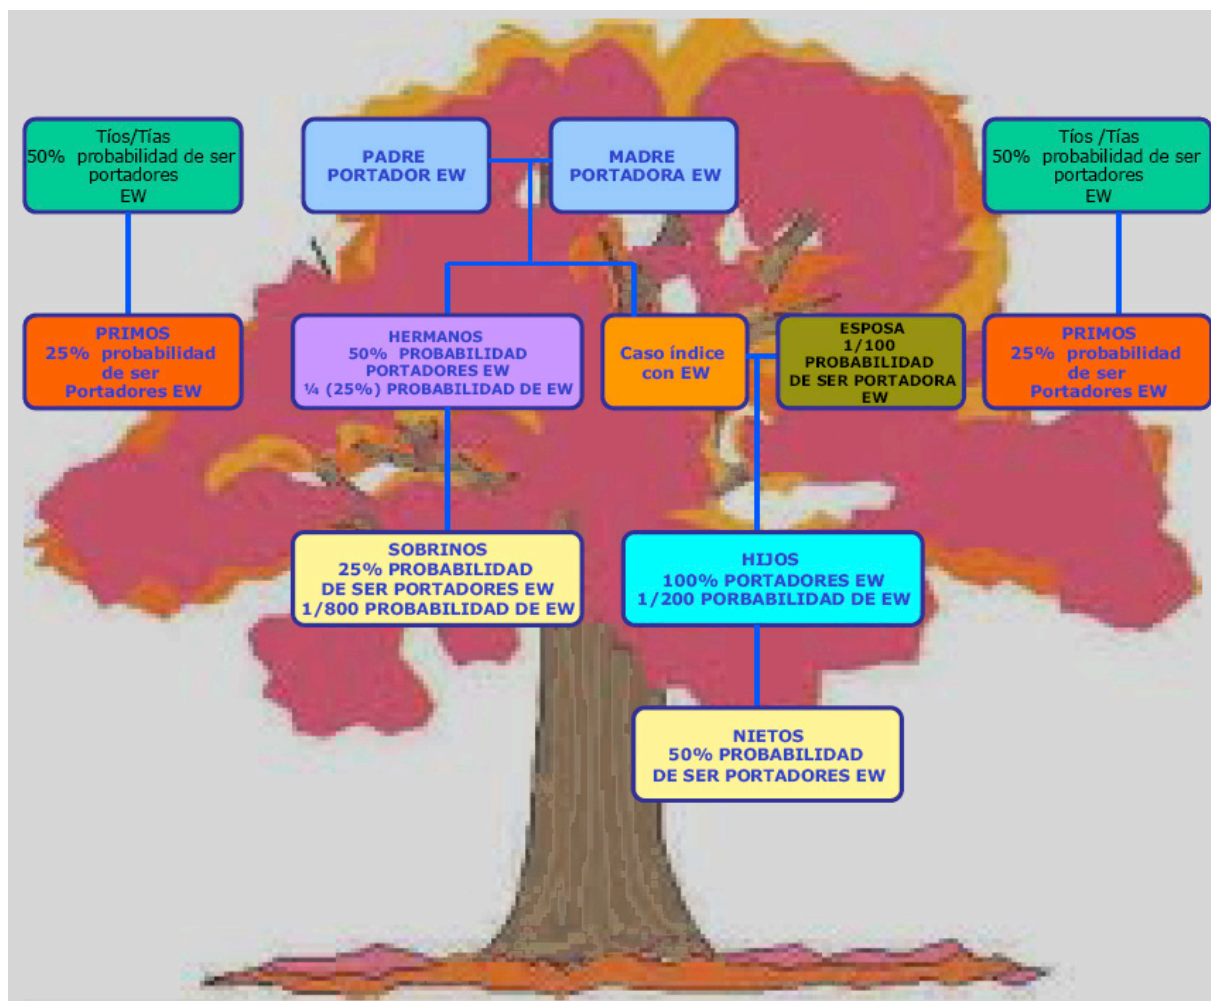 Tíos/Tías
50% probabilidad de ser
portadores
EW
PADRE
PORTADOR EW
MADRE
PORTADORA EW
Tíos /Tías
50% probabilidad de ser
portadores
EW
PRIMOS
25% probabilidad
de ser
Portadores EW
HERMANOS
50% PROBABILIDAD
PORTADORES EW
¼ (25%) PROBABILIDAD DE EW
Caso índice
con EW
ESPOSA
1/100
PROBABILIDAD
DE SER PORTADORA
EW
PRIMOS
25% probabilidad
de ser
Portadores EW
SOBRINOS
25% PROBABILIDAD
DE SER PORTADORES EW
1/800 PROBABILIDAD DE EW
HIJOS
100% PORTADORES EW
1/200 PORBABILIDAD DE EW
NIETOS
50% PROBABILIDAD
DE SER PORTADORES EW